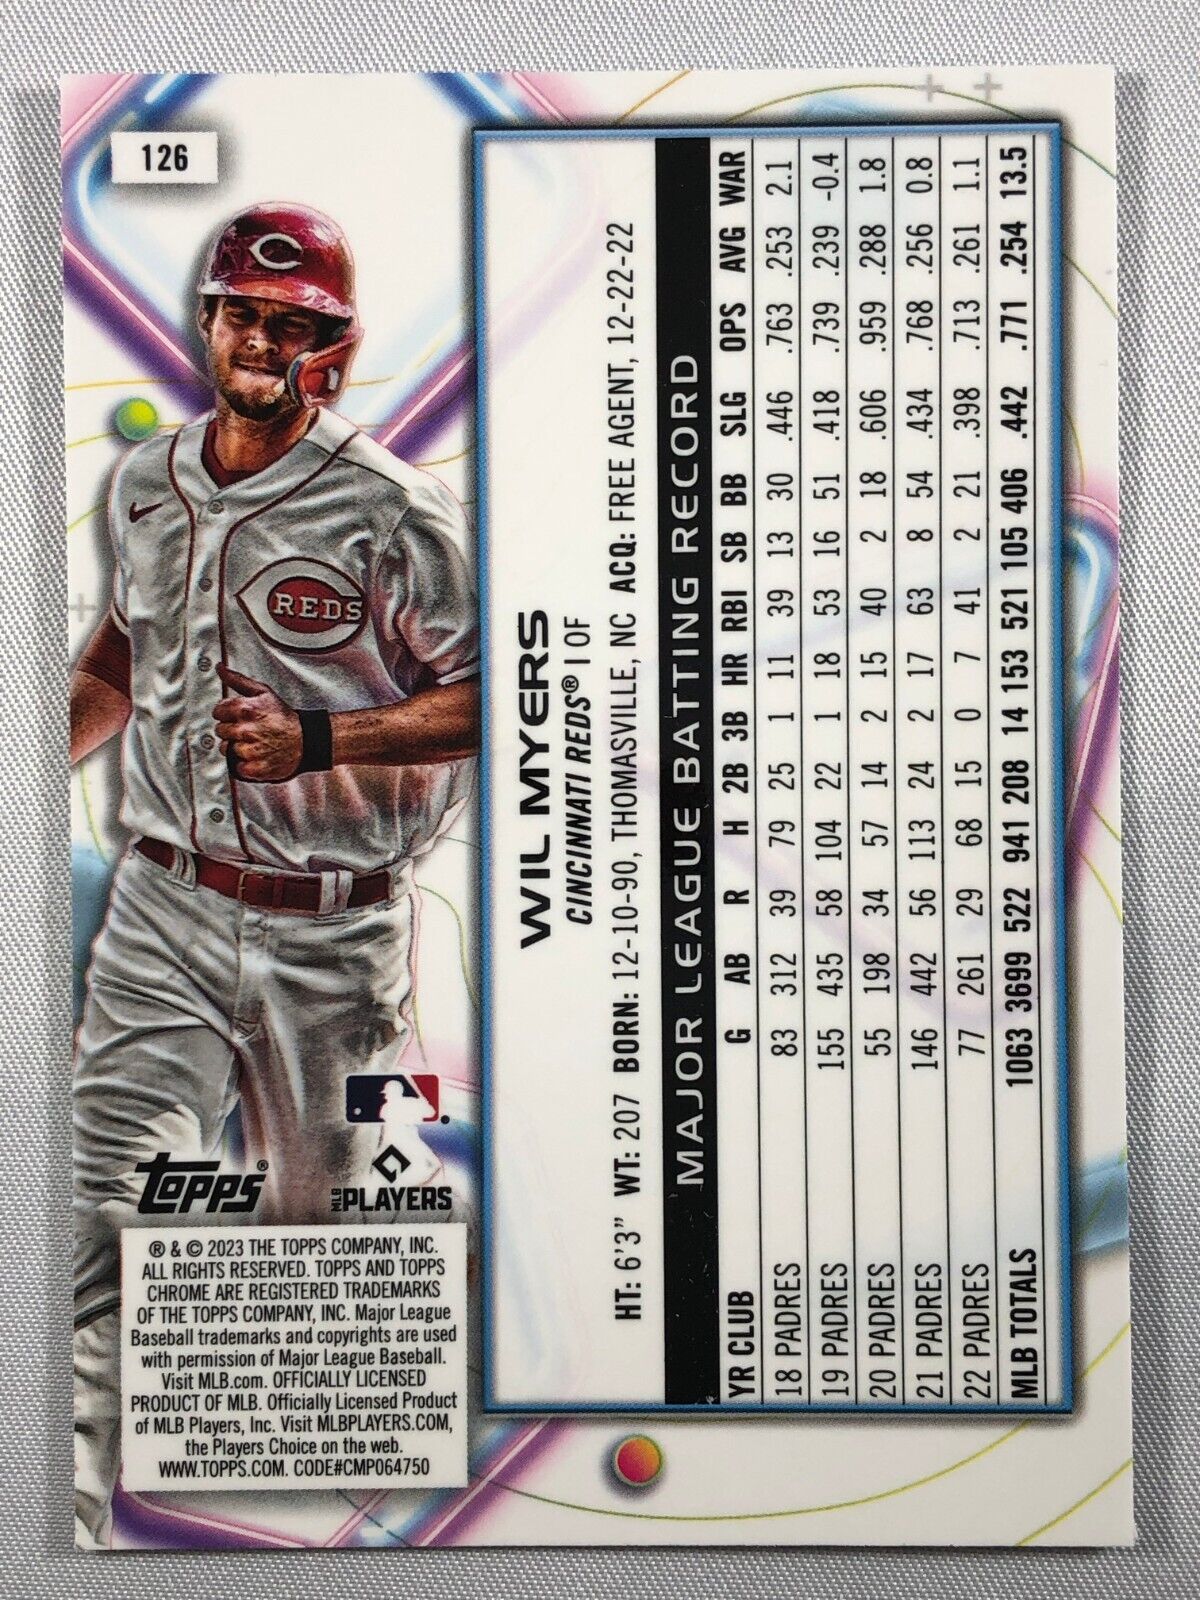 126
C
REDS
WIL MYERS
CINCINNATI REDS® | OF
HT: 6'3" WT: 207 BORN: 12-10-90, THOMASVILLE, NC ACQ: FREE AGENT, 12-22-22
MAJOR LEAGUE BATTING RECORD
YR CLUB G AB R H 2B 3B HR RBI SB BB SLG OPS AVG WAR
18 PADRES 83 312 39 79 25 1 11 39 13 30 .446 .763 .253 2.1
19 PADRES 155 435 58 104 22 1 18 53 16 51 .418 .739 .239 -0.4
20 PADRES 55 198 34 57 14 2 15 40 2 18 .606 .959 .288 1.8
21 PADRES 146 442 56 113 24 2 17 63 8 54 .434 .768 .256 0.8
22 PADRES 77 261 29 68 15 0 7 41 2 21 .398 .713 .261 1.1
MLB TOTALS 1063 3699 522 941 208 14 153 521 105 406 .442 .771 .254 13.5
Topps®
MLB PLAYERS
® & © 2023 THE TOPPS COMPANY, INC.
ALL RIGHTS RESERVED. TOPPS AND TOPPS
CHROME ARE REGISTERED TRADEMARKS
OF THE TOPPS COMPANY, INC. Major League
Baseball trademarks and copyrights are used
with permission of Major League Baseball.
Visit MLB.com. OFFICIALLY LICENSED
PRODUCT OF MLB. Officially Licensed Product
of MLB Players, Inc. Visit MLBPLAYERS.COM,
the Players Choice on the web.
WWW.TOPPS.COM. CODE#CMP064750